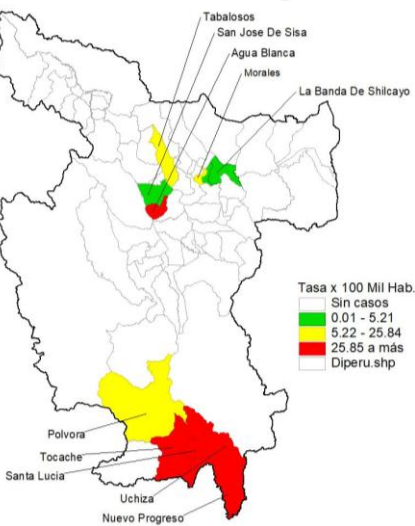 Tabalosos
San Jose De Sisa
Agua Blanca
Morales
La Banda De Shilcayo
Tasa x 100 Mil Hab.
Sin casos
0.01 - 5.21
5.22 - 25.84
25.85 a más
Diperu.shp
Polvora
Tocache
Santa Lucia
Uchiza
Nuevo Progreso